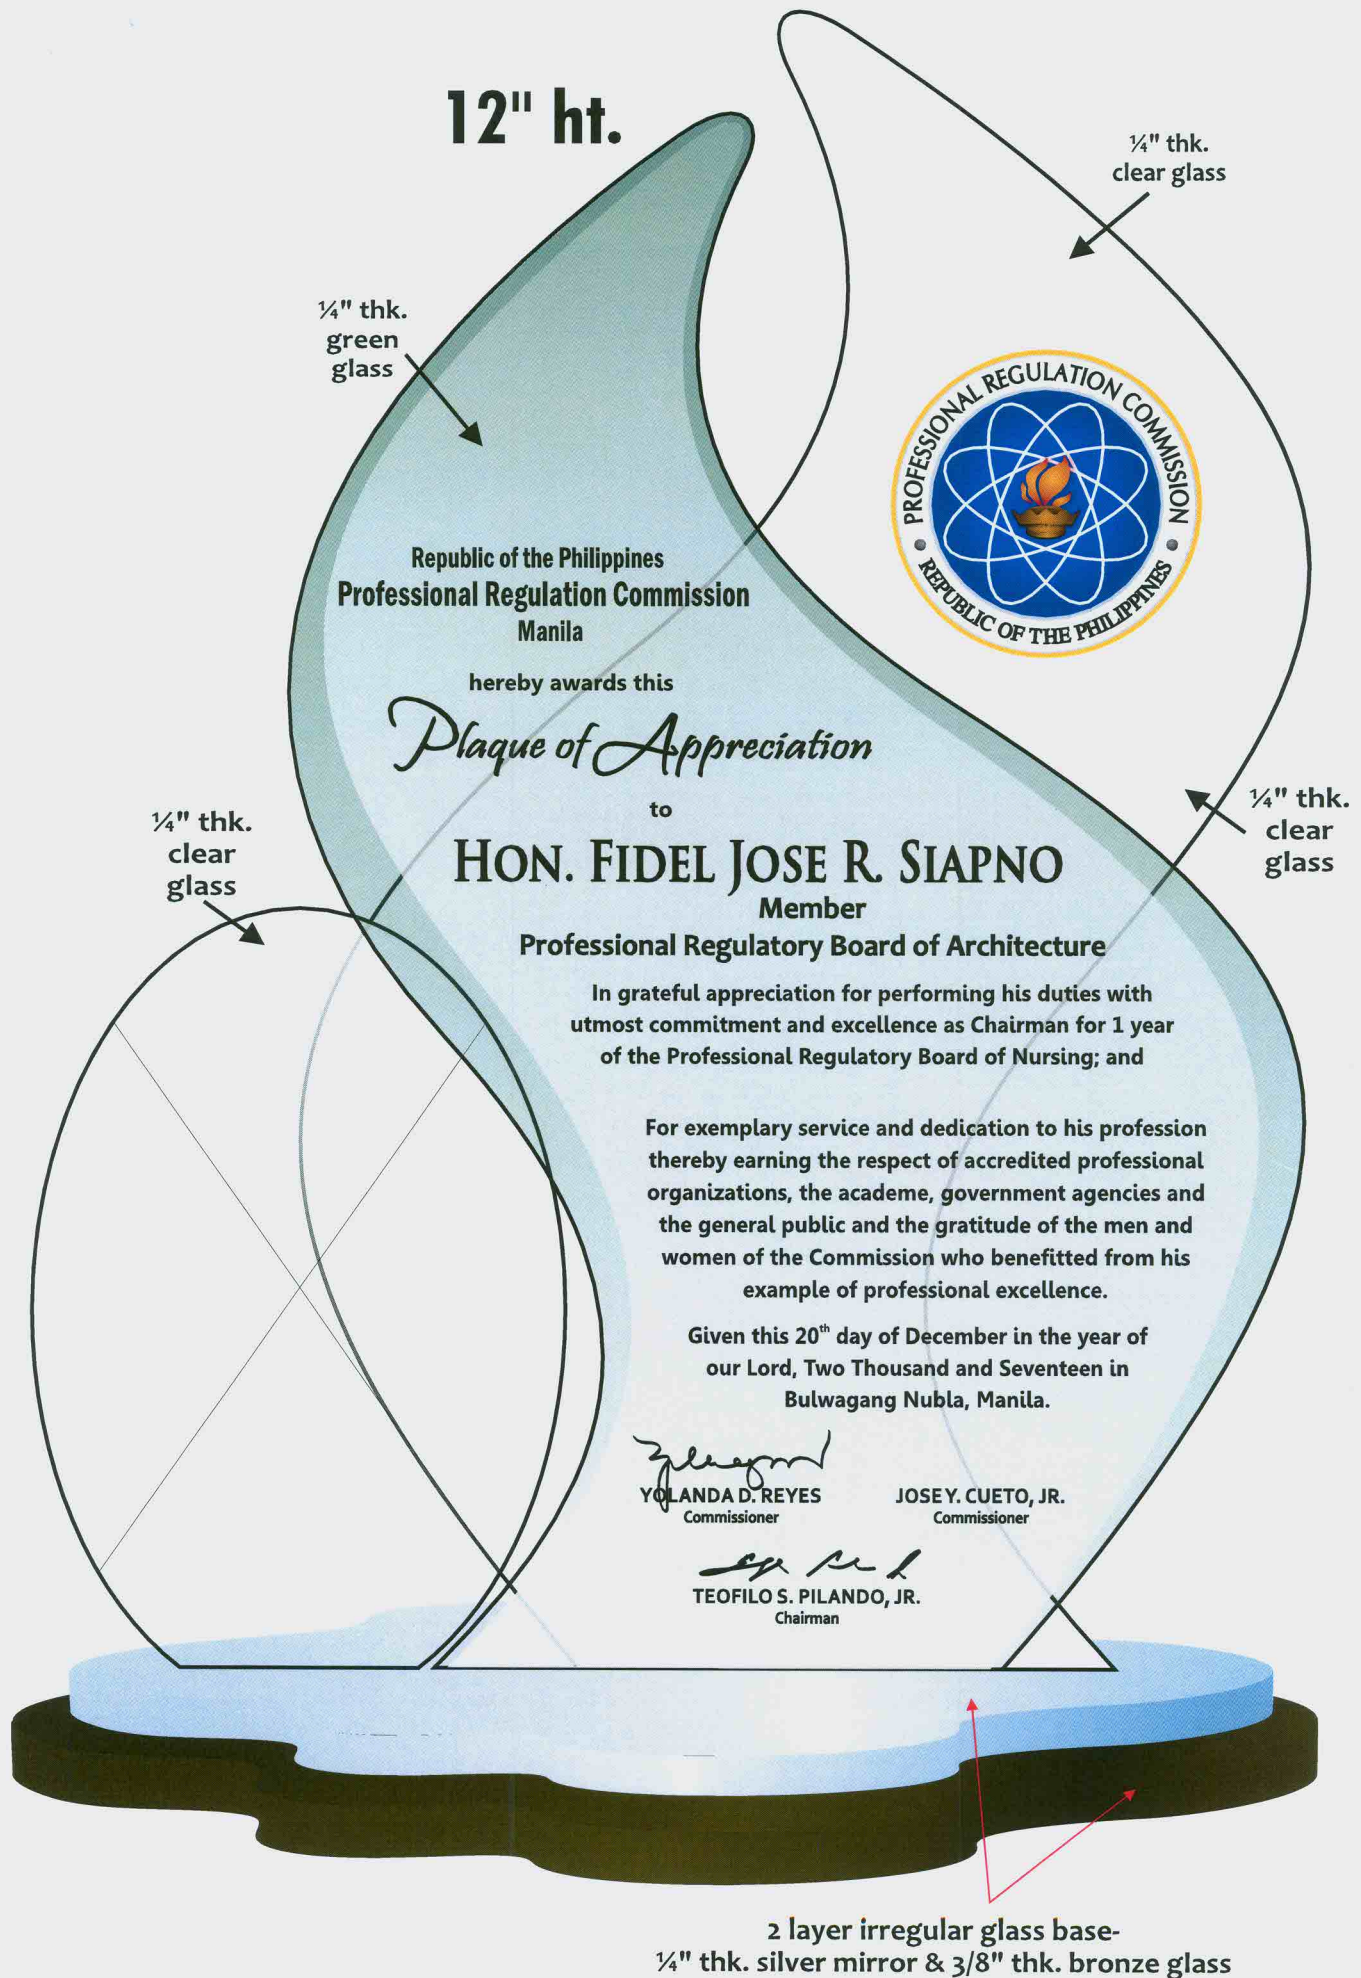 12" ht.
¼" thk.
clear glass
¼" thk.
green
glass
PROFESSIONAL REGULATION COMMISSION
REPUBLIC OF THE PHILIPPINES
Republic of the Philippines
Professional Regulation Commission
Manila
hereby awards this
Plaque of Appreciation
to
HON. FIDEL JOSE R. SIAPNO
Member
Professional Regulatory Board of Architecture
¼" thk.
clear
glass
¼" thk.
clear
glass
In grateful appreciation for performing his duties with
utmost commitment and excellence as Chairman for 1 year
of the Professional Regulatory Board of Nursing; and
For exemplary service and dedication to his profession
thereby earning the respect of accredited professional
organizations, the academe, government agencies and
the general public and the gratitude of the men and
women of the Commission who benefitted from his
example of professional excellence.
Given this 20th day of December in the year of
our Lord, Two Thousand and Seventeen in
Bulwagang Nubla, Manila.
YOLANDA D. REYES
Commissioner
JOSE Y. CUETO, JR.
Commissioner
TEOFILO S. PILANDO, JR.
Chairman
2 layer irregular glass base-
¼" thk. silver mirror & 3/8" thk. bronze glass